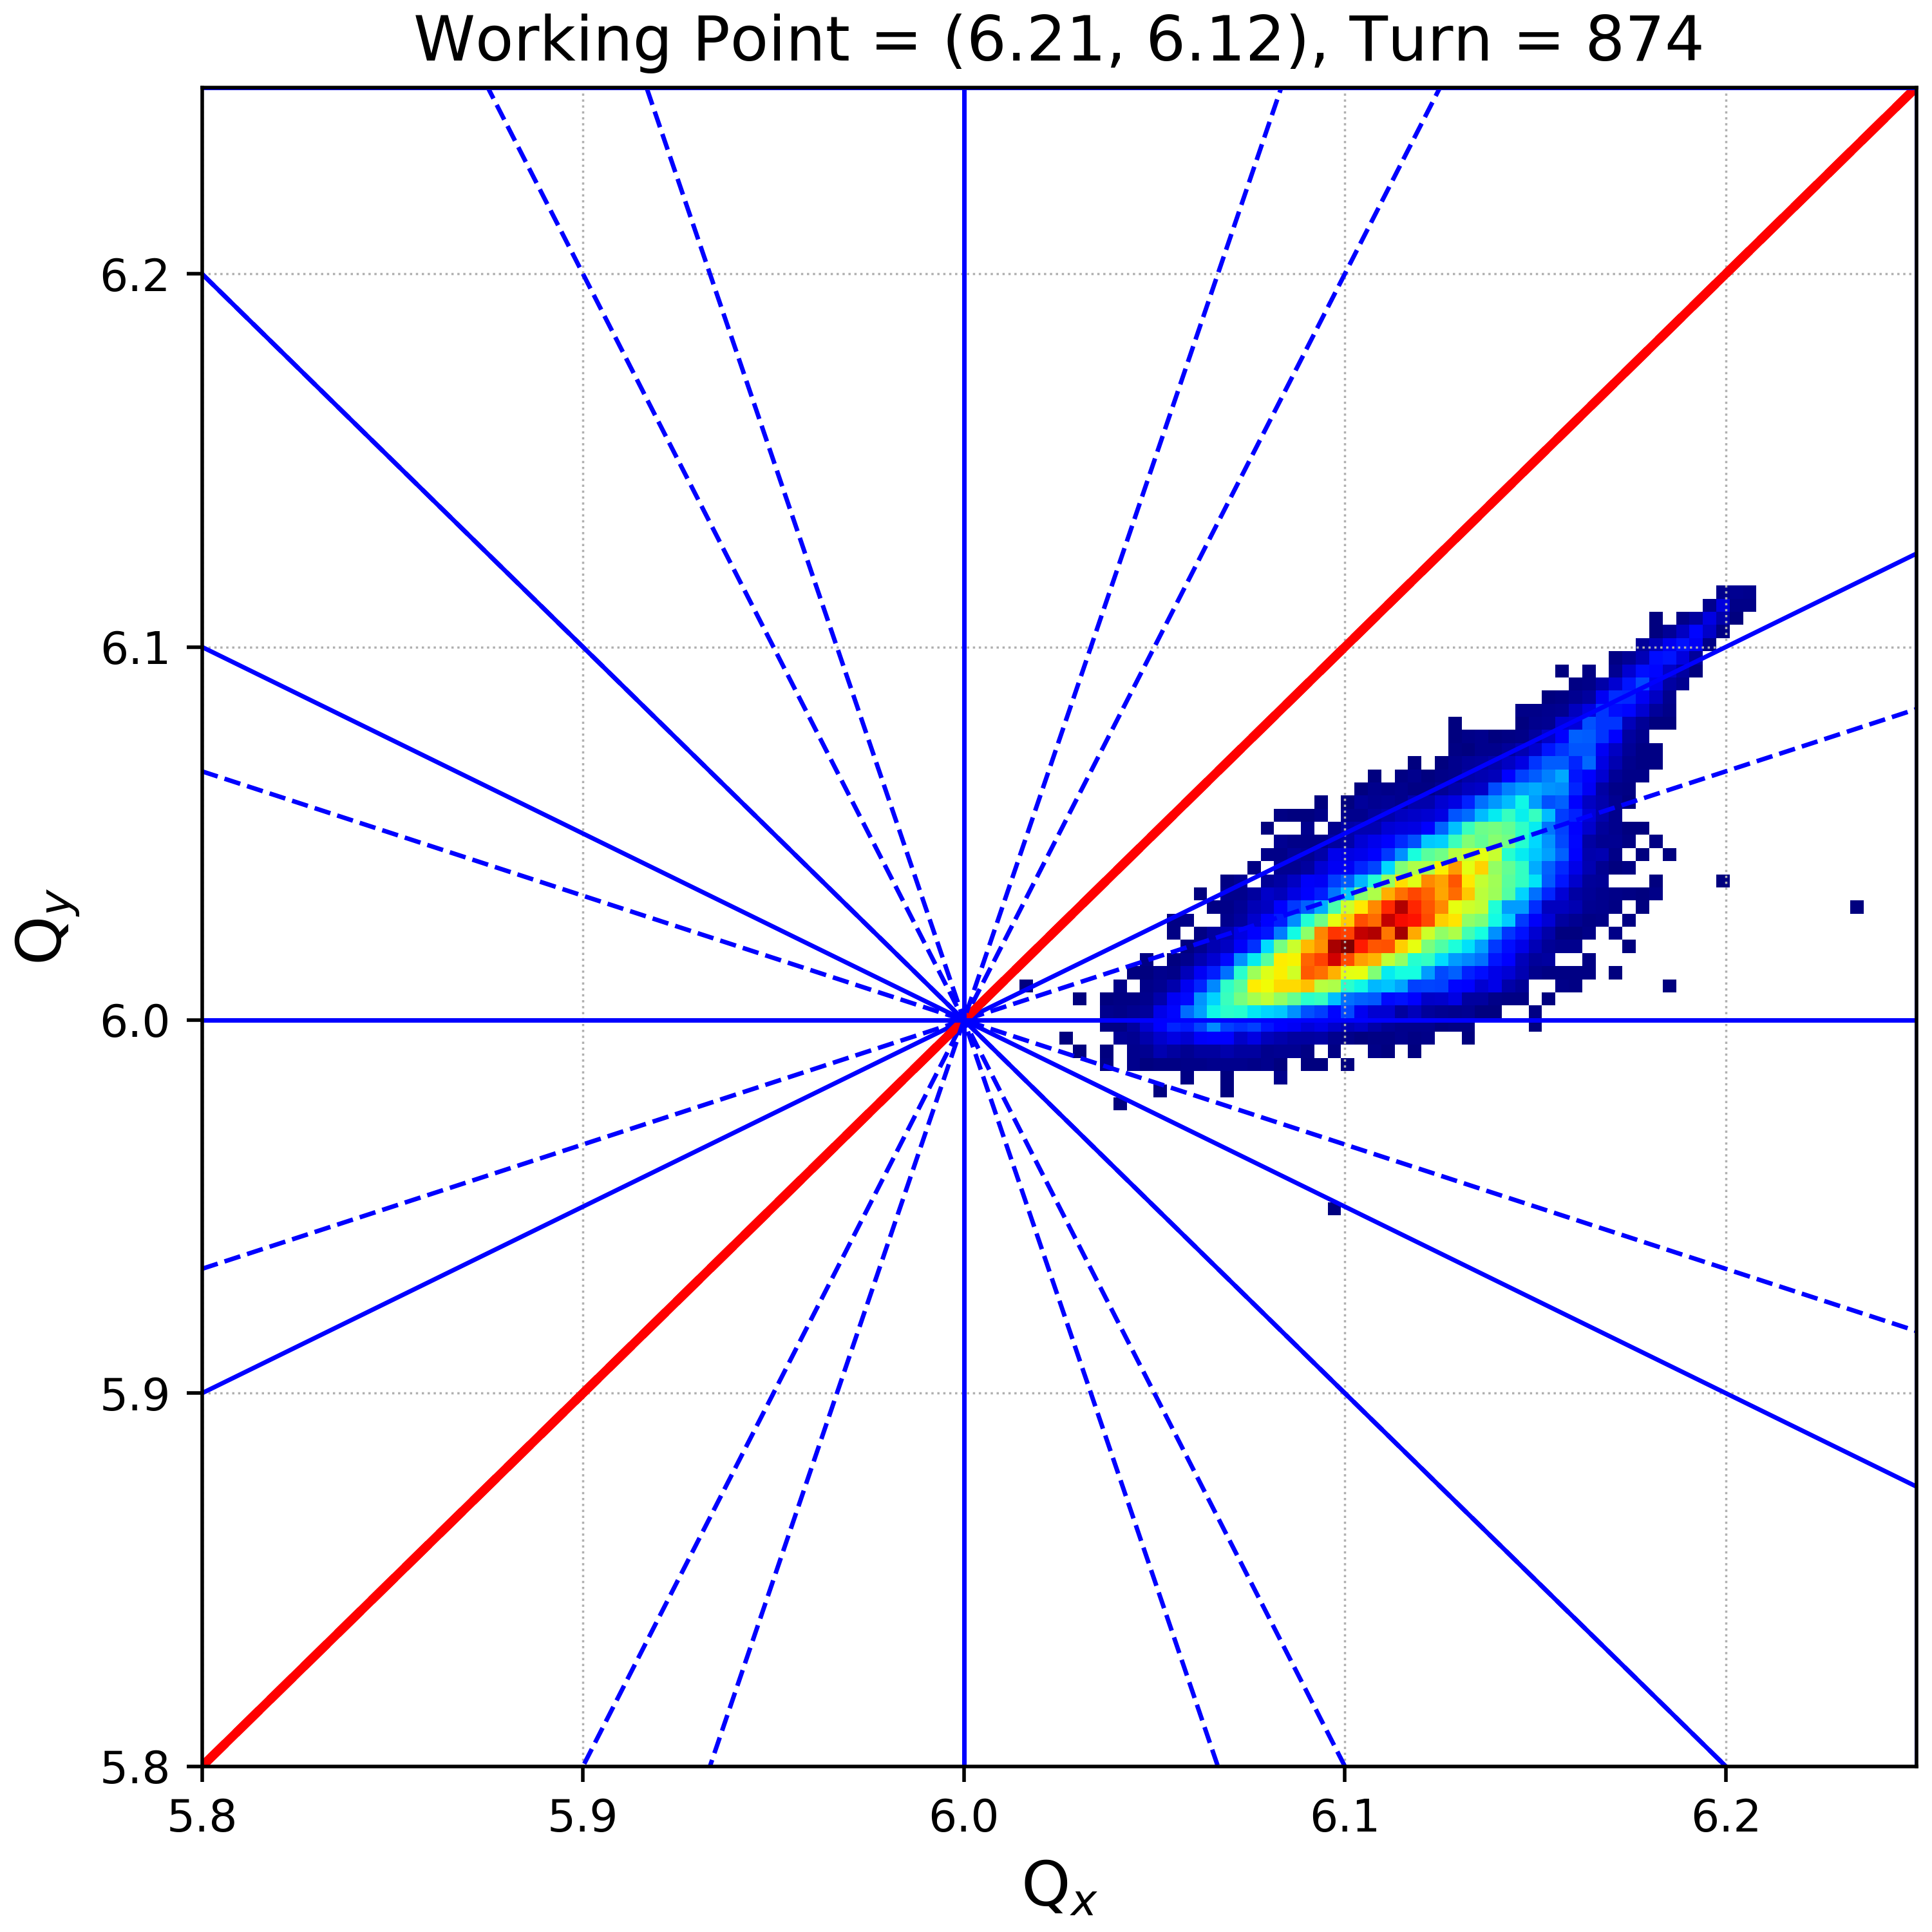 Working Point = (6.21, 6.12), Turn = 874
6.2
6.1
6.0
5.9
5.8
Qy
5.8 5.9 6.0 6.1 6.2
Qx